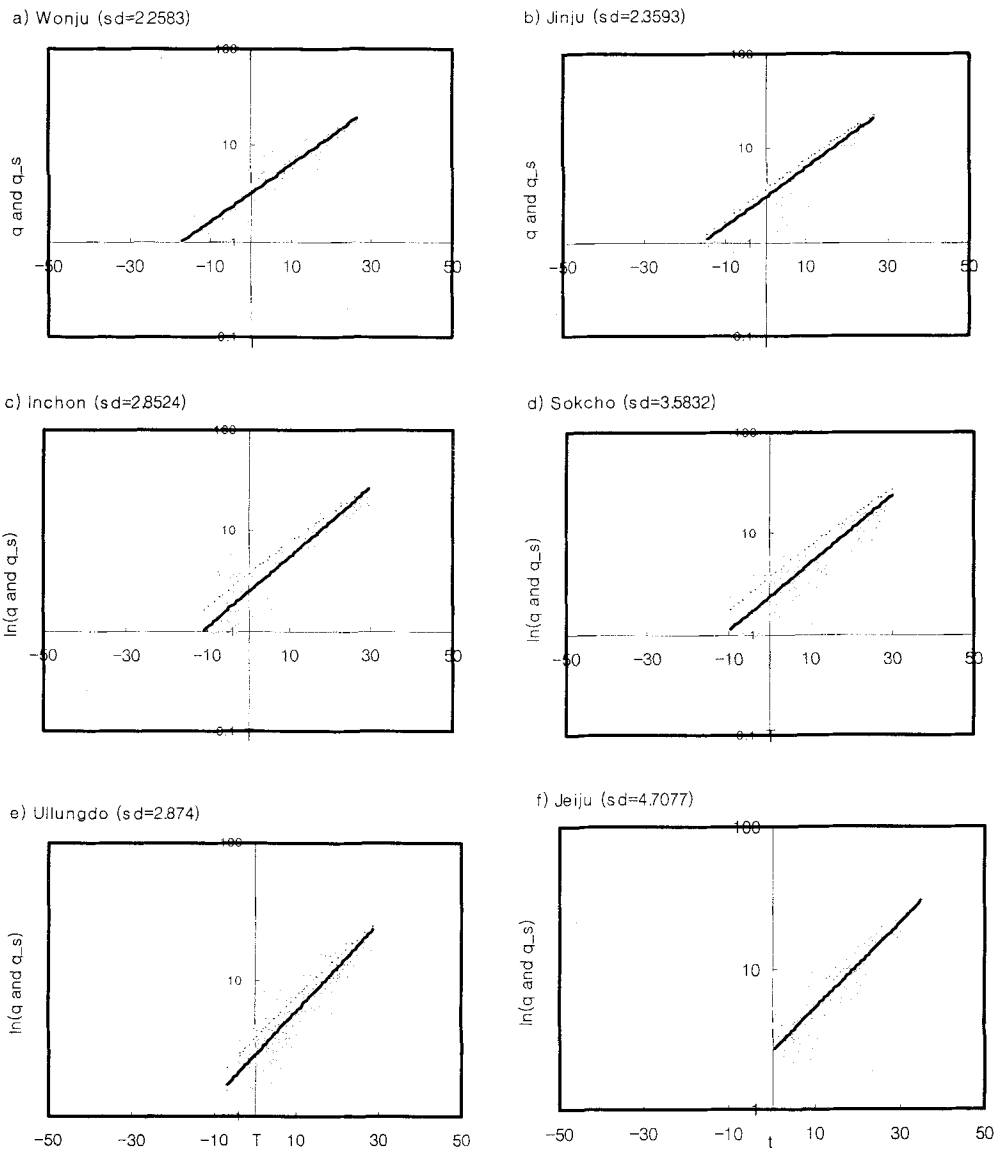 a) Wonju (sd=2.2583)
100
10
1
0.1
q and q_s
-50 -30 -10 10 30 50
b) Jinju (sd=2.3593)
100
10
1
0.1
q and q_s
-50 -30 -10 10 30 50
c) Inchon (sd=2.8524)
100
10
1
0.1
ln(q and q_s)
-50 -30 -10 10 30 50
d) Sokcho (sd=3.5832)
100
10
1
0.1
ln(q and q_s)
-50 -30 -10 10 30 50
e) Ullungdo (sd=2.874)
100
10
ln(q and q_s)
-50 -30 -10 T 10 30 50
f) Jeiju (sd=4.7077)
100
10
1
ln(q and q_s)
-50 -30 -10 10 30 50
t